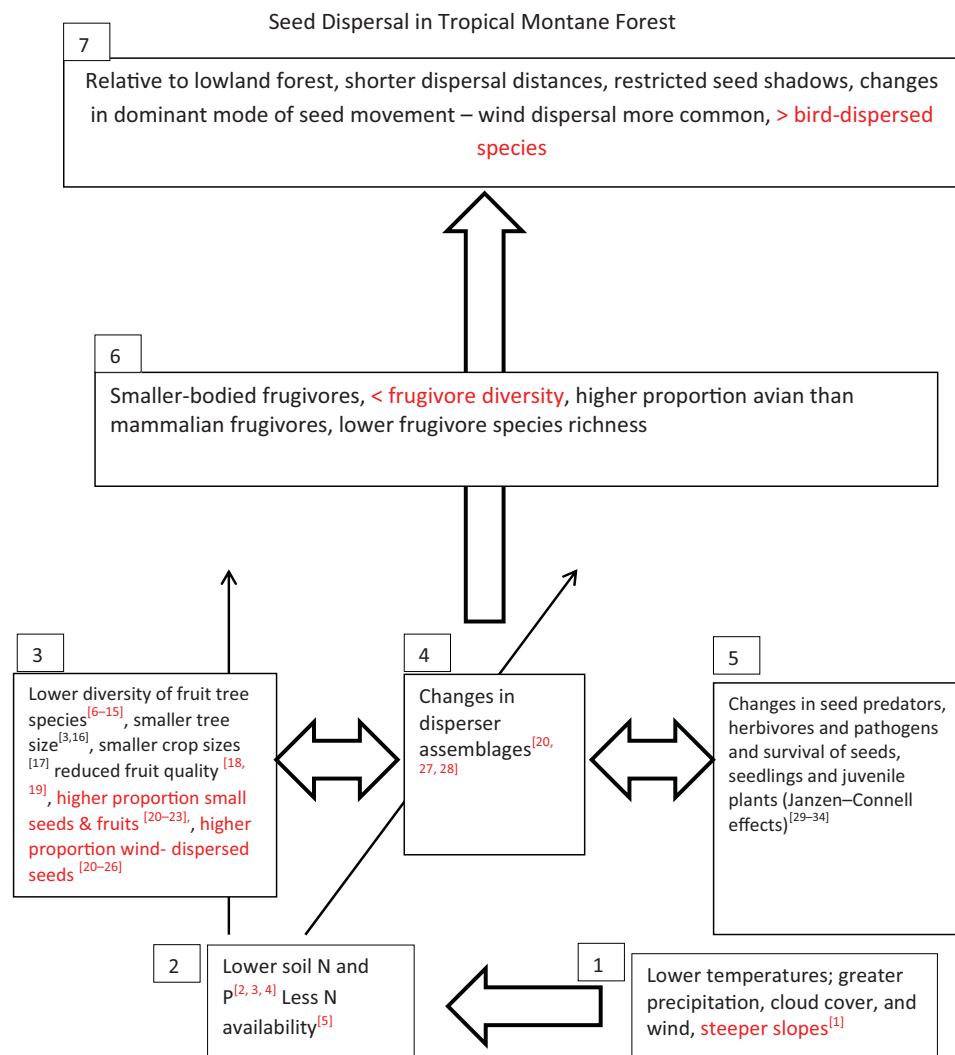 Seed Dispersal in Tropical Montane Forest
7
Relative to lowland forest, shorter dispersal distances, restricted seed shadows, changes
in dominant mode of seed movement – wind dispersal more common, > bird-dispersed
species
6
Smaller-bodied frugivores, < frugivore diversity, higher proportion avian than
mammalian frugivores, lower frugivore species richness
3
Lower diversity of fruit tree
species[6–15], smaller tree
size[3,16], smaller crop sizes
[17] reduced fruit quality [18,
19], higher proportion small
seeds & fruits [20–23], , higher
proportion wind- dispersed
seeds [20–26]
4
Changes in
disperser
assemblages[20,
27, 28]
5
Changes in seed predators,
herbivores and pathogens
and survival of seeds,
seedlings and juvenile
plants (Janzen–Connell
effects)[29–34]
2
Lower soil N and
P[2, 3, 4] Less N
availability[5]
1
Lower temperatures; greater
precipitation, cloud cover, and
wind, steeper slopes[1]